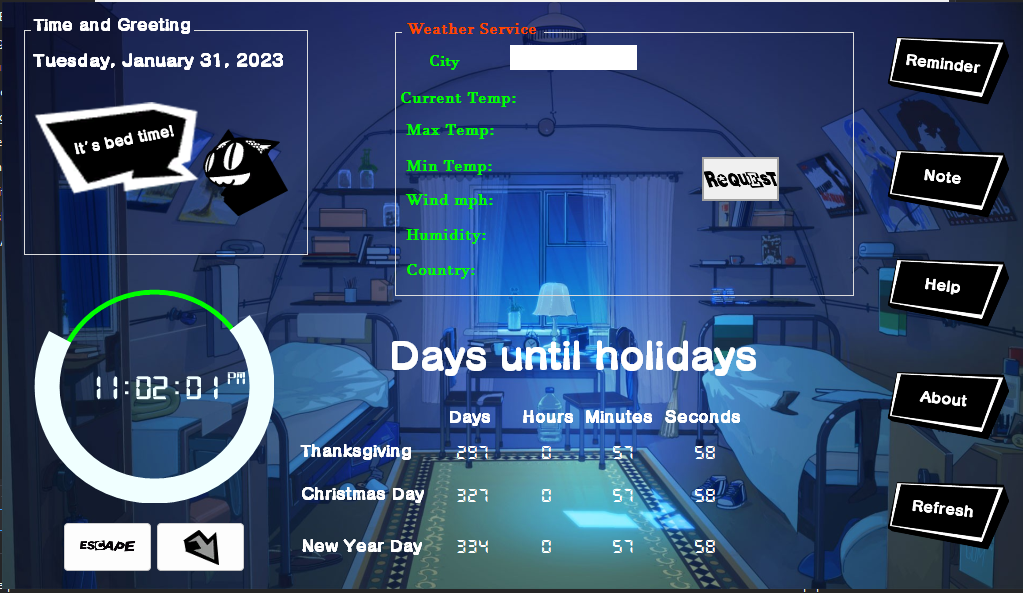 Time and Greeting
Tuesday, January 31, 2023
It's bed time!
11:02:01 PM
ESCAPE
Weather Service
City
Current Temp:
Max Temp:
Min Temp:
Wind mph:
Humidity:
Country:
REQUEST
Days until holidays
Days Hours Minutes Seconds
Thanksgiving 297 0 57 58
Christmas Day 327 0 57 58
New Year Day 334 0 57 58
Reminder
Note
Help
About
Refresh